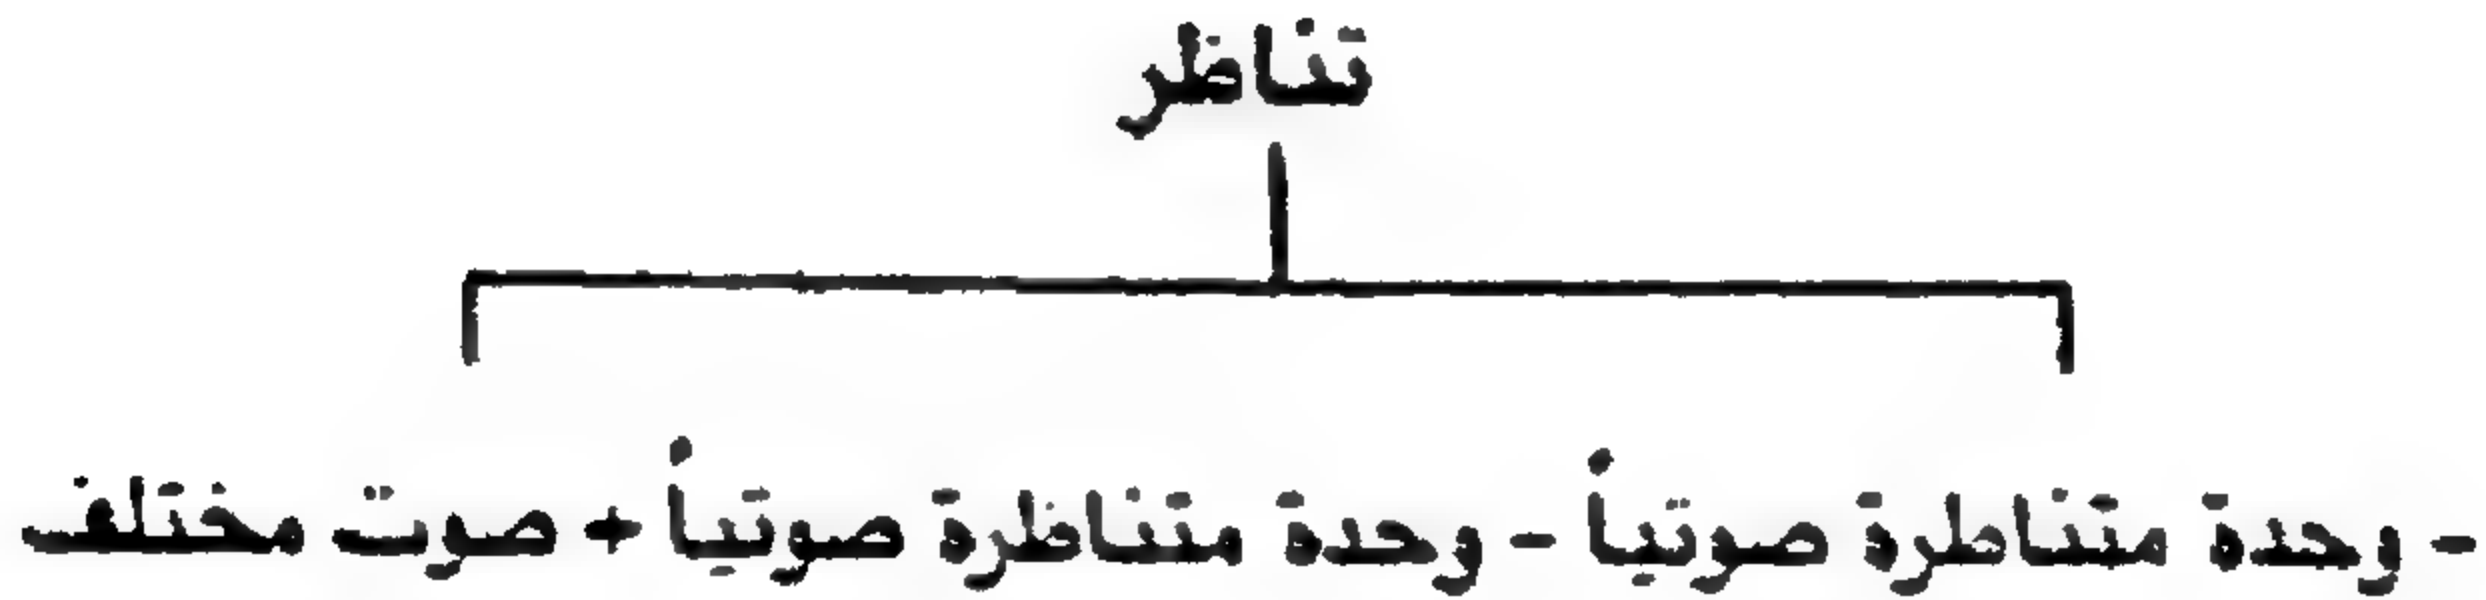 تناظر
- وحدة متناظرة صوتياً - وحدة متناظرة صوتياً + صوت مختلف